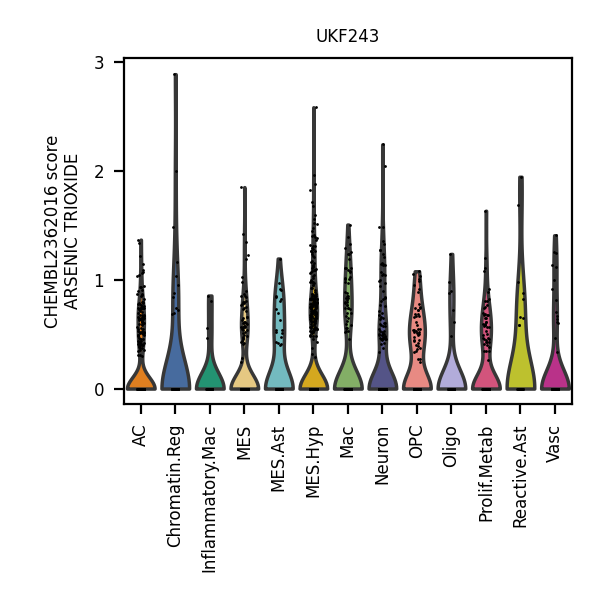 UKF243
CHEMBL2362016 score
ARSENIC TRIOXIDE
3
2
1
0
AC
Chromatin.Reg
Inflammatory.Mac
MES
MES.Ast
MES.Hyp
Mac
Neuron
OPC
Oligo
Prolif.Metab
Reactive.Ast
Vasc